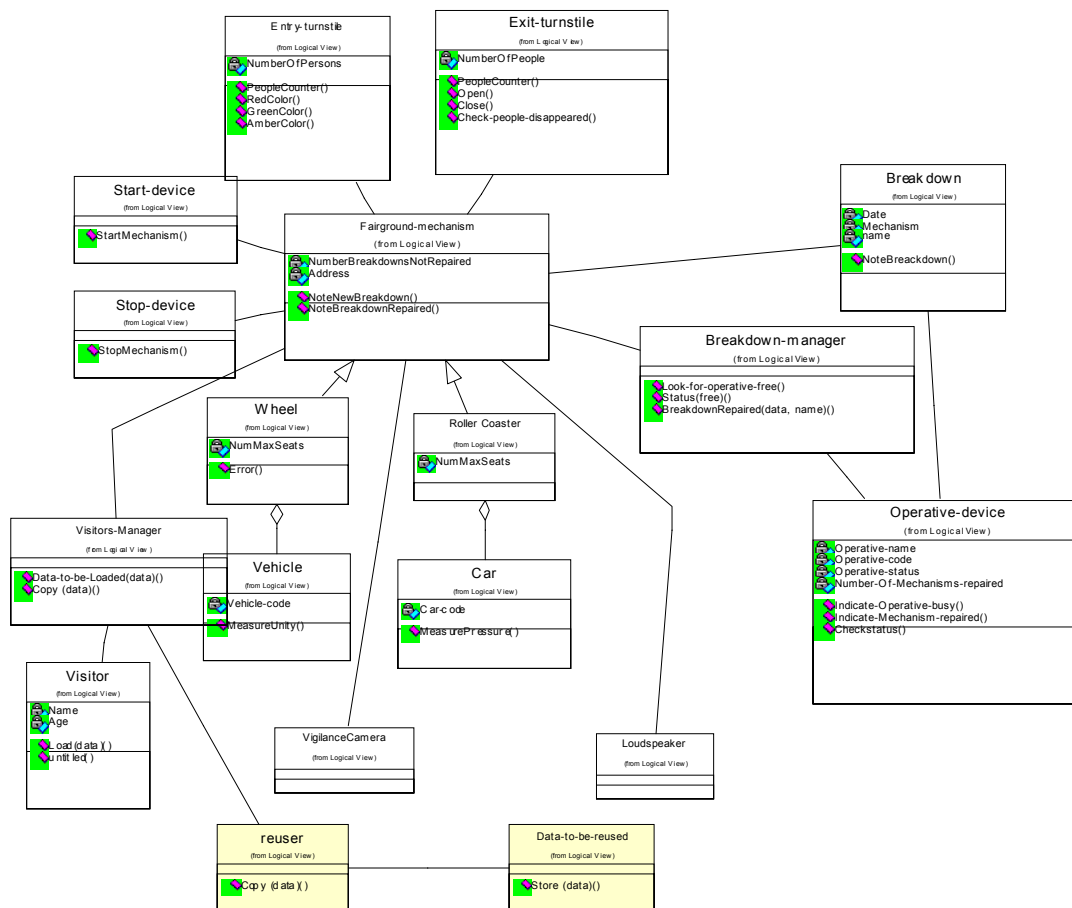 Entry-turnstile
(from Logical View)
NumberOfPersons
PeopleCounter()
RedColor()
GreenColor()
AmberColor()
Exit-turnstile
(from Logical View)
NumberOfPeople
PeopleCounter()
Open()
Close()
Check-people-disappeared()
Start-device
(from Logical View)
StartMechanism()
Fairground-mechanism
(from Logical View)
NumberBreakdownsNotRepaired
Address
NoteNewBreakdown()
NoteBreakdownRepaired()
Breakdown
(from Logical View)
Date
Mechanism
name
NoteBreackdown()
Stop-device
(from Logical View)
StopMechanism()
Breakdown-manager
(from Logical View)
Look-for-operative-free()
Status(free)()
BreakdownRepaired(data, name)()
Wheel
(from Logical View)
NumMaxSeats
Error()
Roller Coaster
(from Logical View)
NumMaxSeats
Visitors-Manager
(from Logical View)
Data-to-be-Loaded(data)()
Copy (data)()
Vehicle
(from Logical View)
Vehicle-code
MeasureUnity()
Car
(from Logical View)
Car-code
MeasurePressure()
Operative-device
(from Logical View)
Operative-name
Operative-code
Operative-status
Number-Of-Mechanisms-repaired
Indicate-Operative-busy()
Indicate-Mechanism-repaired()
Checkstatus()
Visitor
(from Logical View)
Name
Age
Load(data)()
untitled()
VigilanceCamera
(from Logical View)
Loudspeaker
(from Logical View)
reuser
(from Logical View)
Copy (data)()
Data-to-be-reused
(from Logical View)
Store (data)()